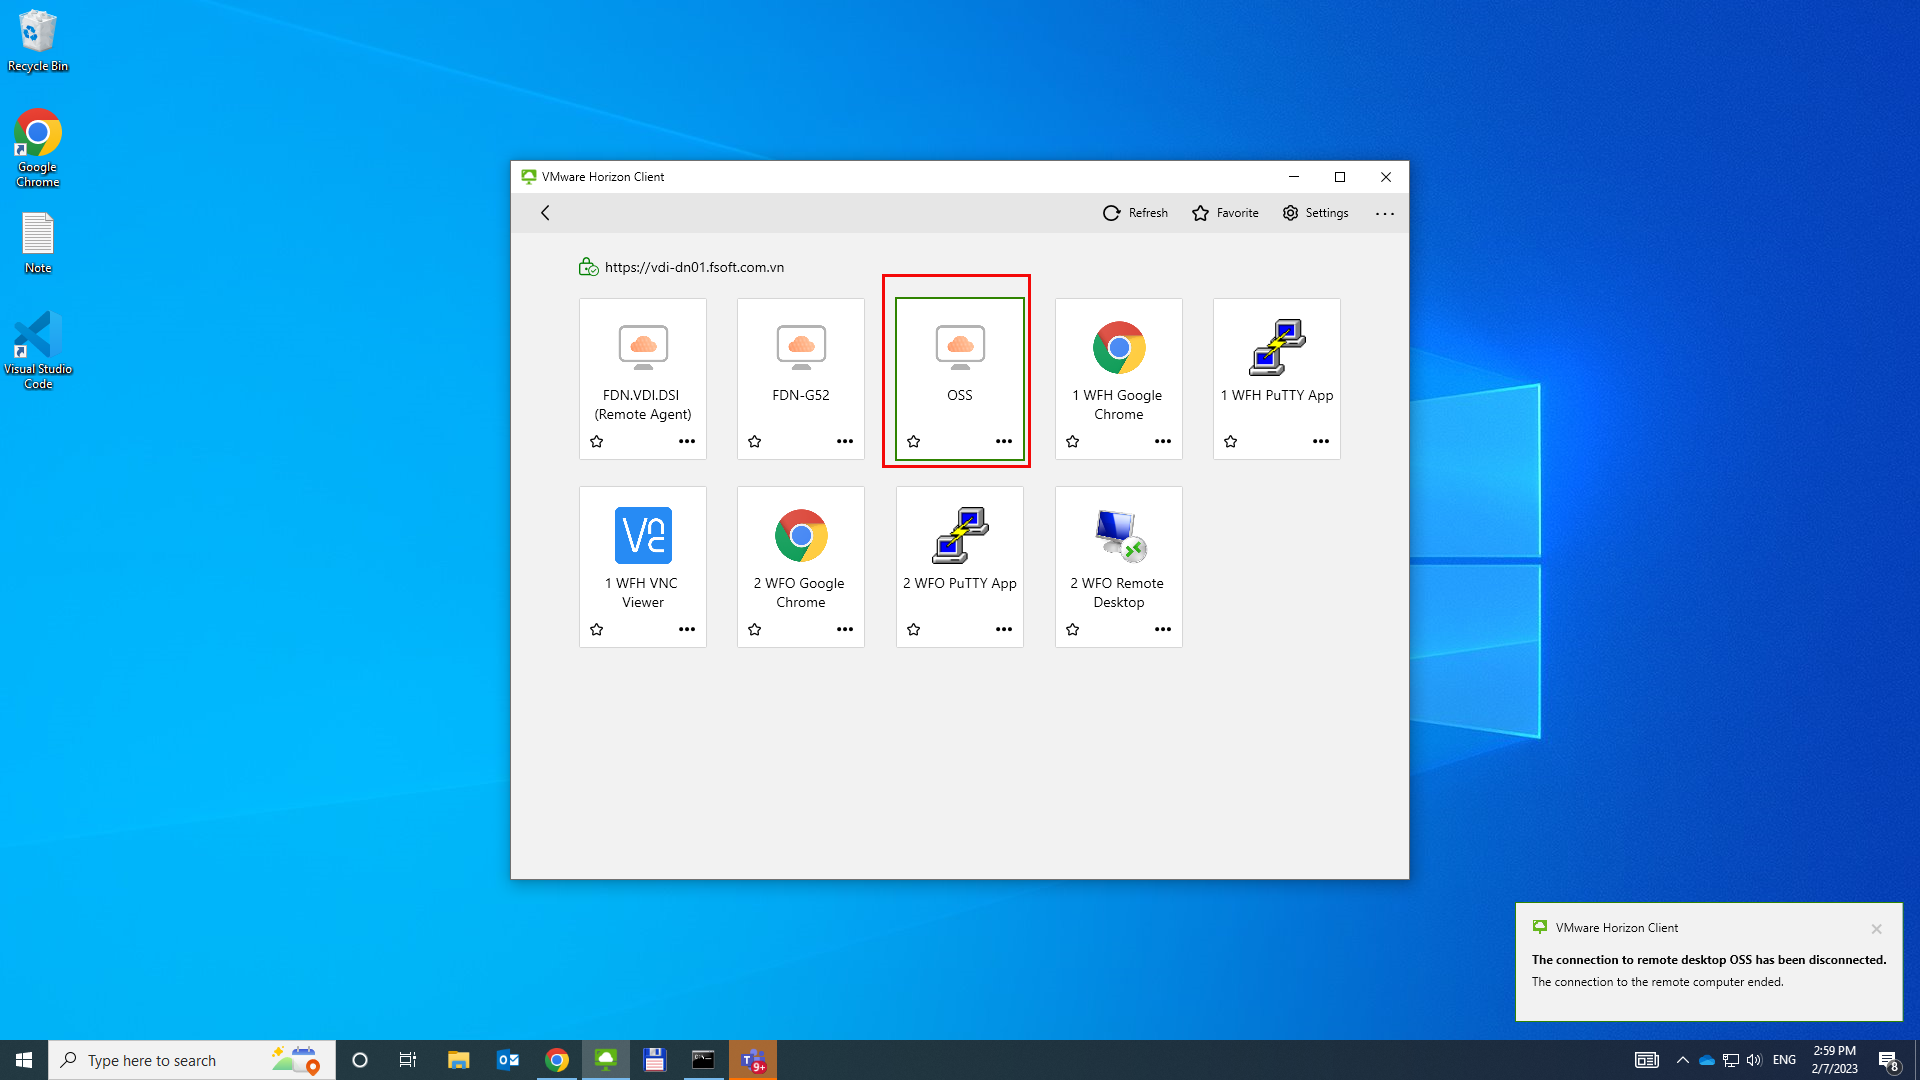 Recycle Bin
Google
Chrome
Note
Visual Studio
Code
VMware Horizon Client
Refresh
Favorite
Settings
https://vdi-dn01.fsoft.com.vn
FDN.VDI.DSI
(Remote Agent)
FDN-G52
OSS
1 WFH Google
Chrome
1 WFH PuTTY App
1 WFH VNC
Viewer
2 WFO Google
Chrome
2 WFO PuTTY App
2 WFO Remote
Desktop
VMware Horizon Client
The connection to remote desktop OSS has been disconnected.
The connection to the remote computer ended.
Type here to search
9+
ENG
2:59 PM
2/7/2023
8